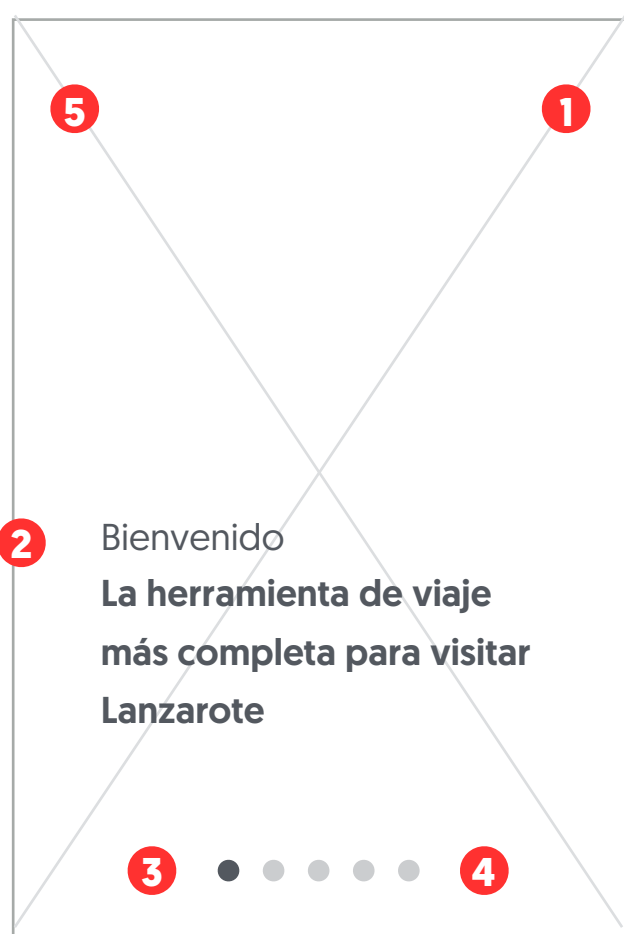 5 1
2 Bienvenido
La herramienta de viaje
más completa para visitar
Lanzarote
3 4